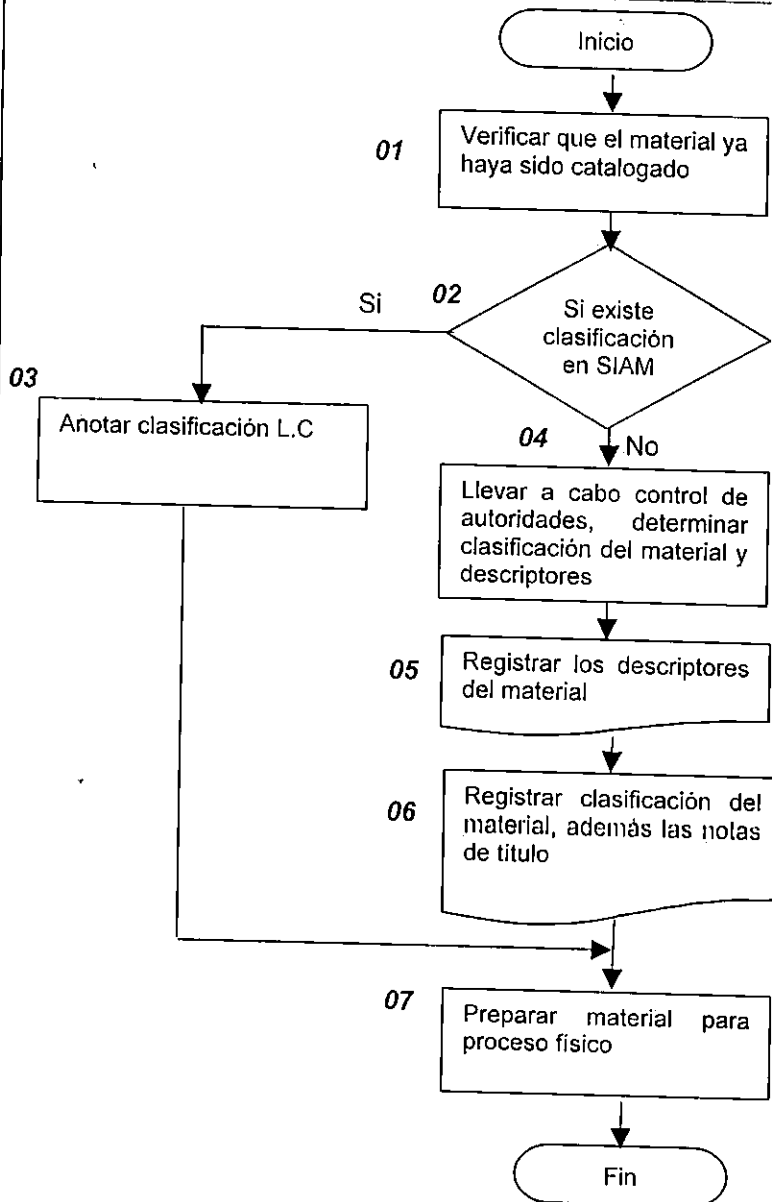 Inicio
01
Verificar que el material ya
haya sido catalogado
Si
02
Si existe
clasificación
en SIAM
03
Anotar clasificación L.C
04
No
Llevar a cabo control de
autoridades, determinar
clasificación del material y
descriptores
05
Registrar los descriptores
del material
06
Registrar clasificación del
material, además las notas
de titulo
07
Preparar material para
proceso físico
Fin